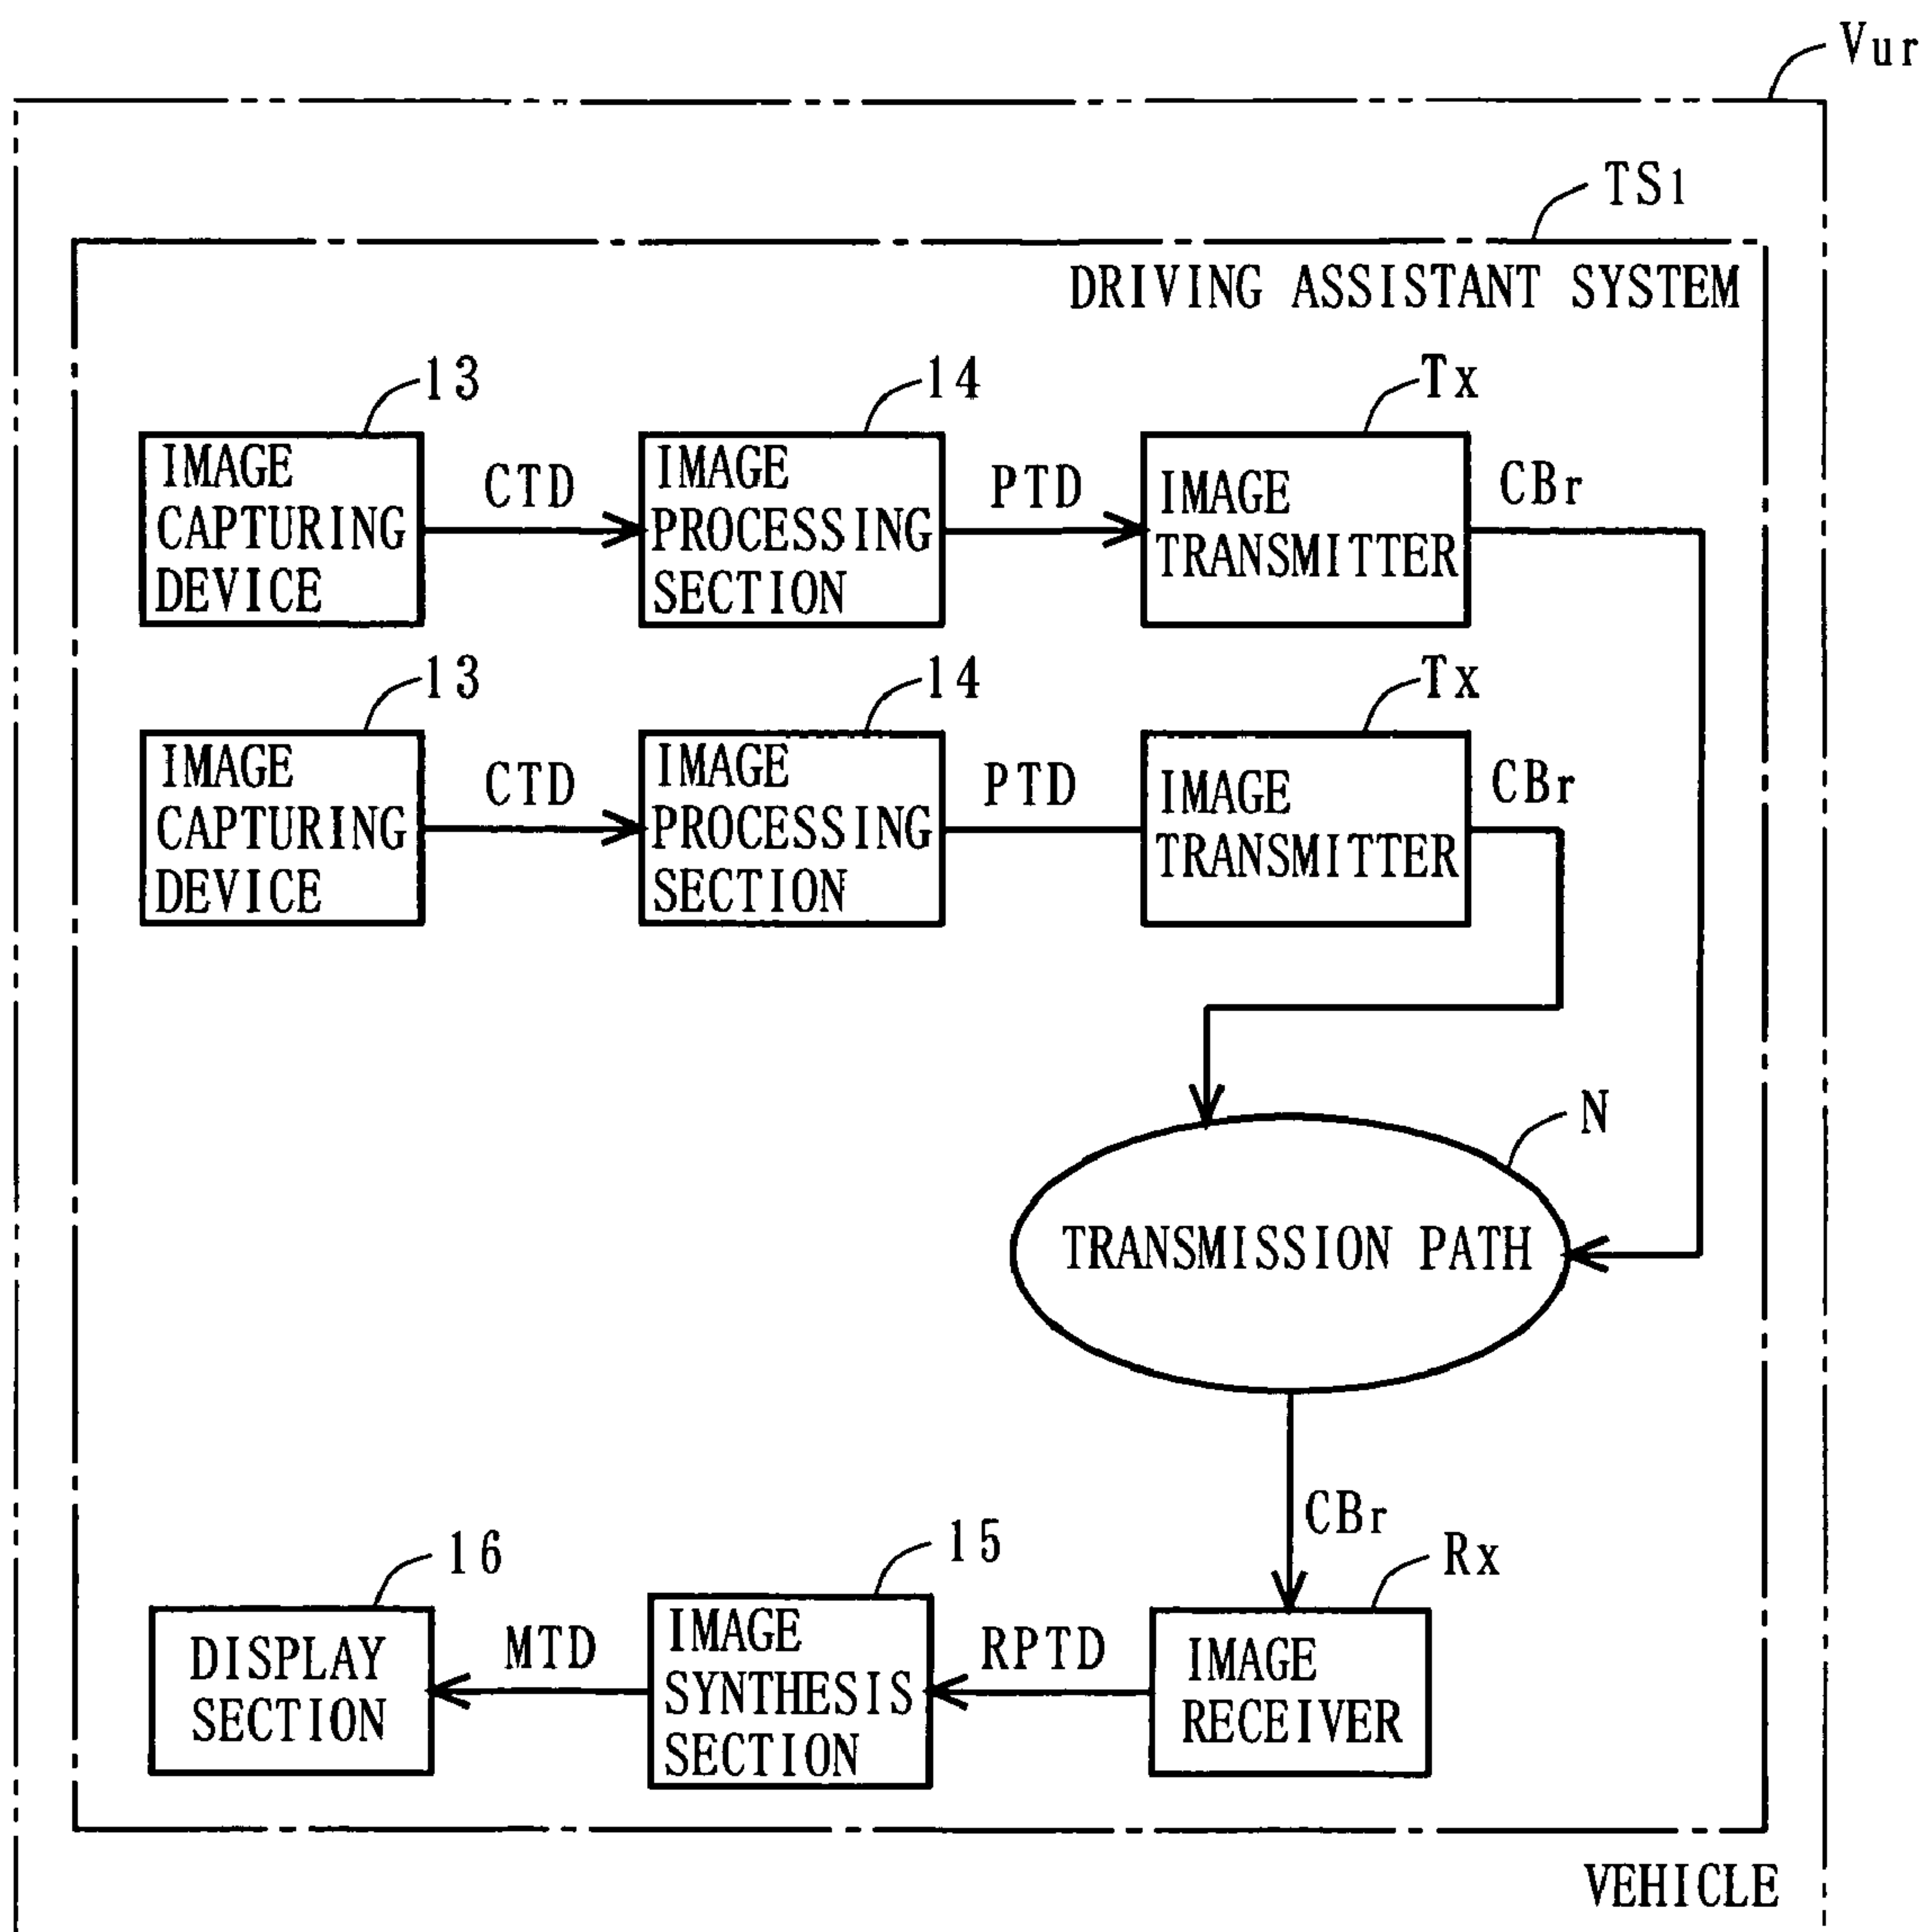 Vur
TSi
DRIVING ASSISTANT SYSTEM
13
14
Tx
IMAGE
CAPTURING
DEVICE
CTD
IMAGE
PROCESSING
SECTION
PTD
IMAGE
TRANSMITTER
CBr
13
14
Tx
IMAGE
CAPTURING
DEVICE
CTD
IMAGE
PROCESSING
SECTION
PTD
IMAGE
TRANSMITTER
CBr
N
TRANSMISSION PATH
CBr
16
15
Rx
DISPLAY
SECTION
MTD
IMAGE
SYNTHESIS
SECTION
RPTD
IMAGE
RECEIVER
VEHICLE